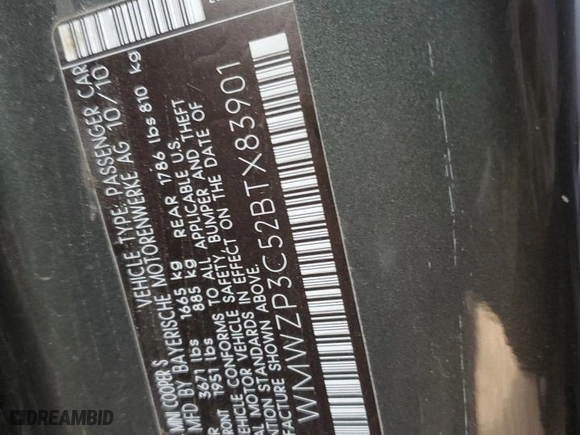 MINI COOPER S VEHICLE TYPE: PASSENGER CAR
MFD BY BAYERISCHE MOTORENWERKE AG 10/10
3671 lbs 1665 kg REAR 1786 lbs 810 kg
FRONT 1951 lbs 885 kg
VEHICLE CONFORMS TO ALL APPLICABLE U.S.
MOTOR VEHICLE SAFETY, BUMPER AND THEFT
STANDARDS IN EFFECT ON THE DATE OF
MANUFACTURE SHOWN ABOVE.
WMWZP3C52BTX83901
DREAMBID